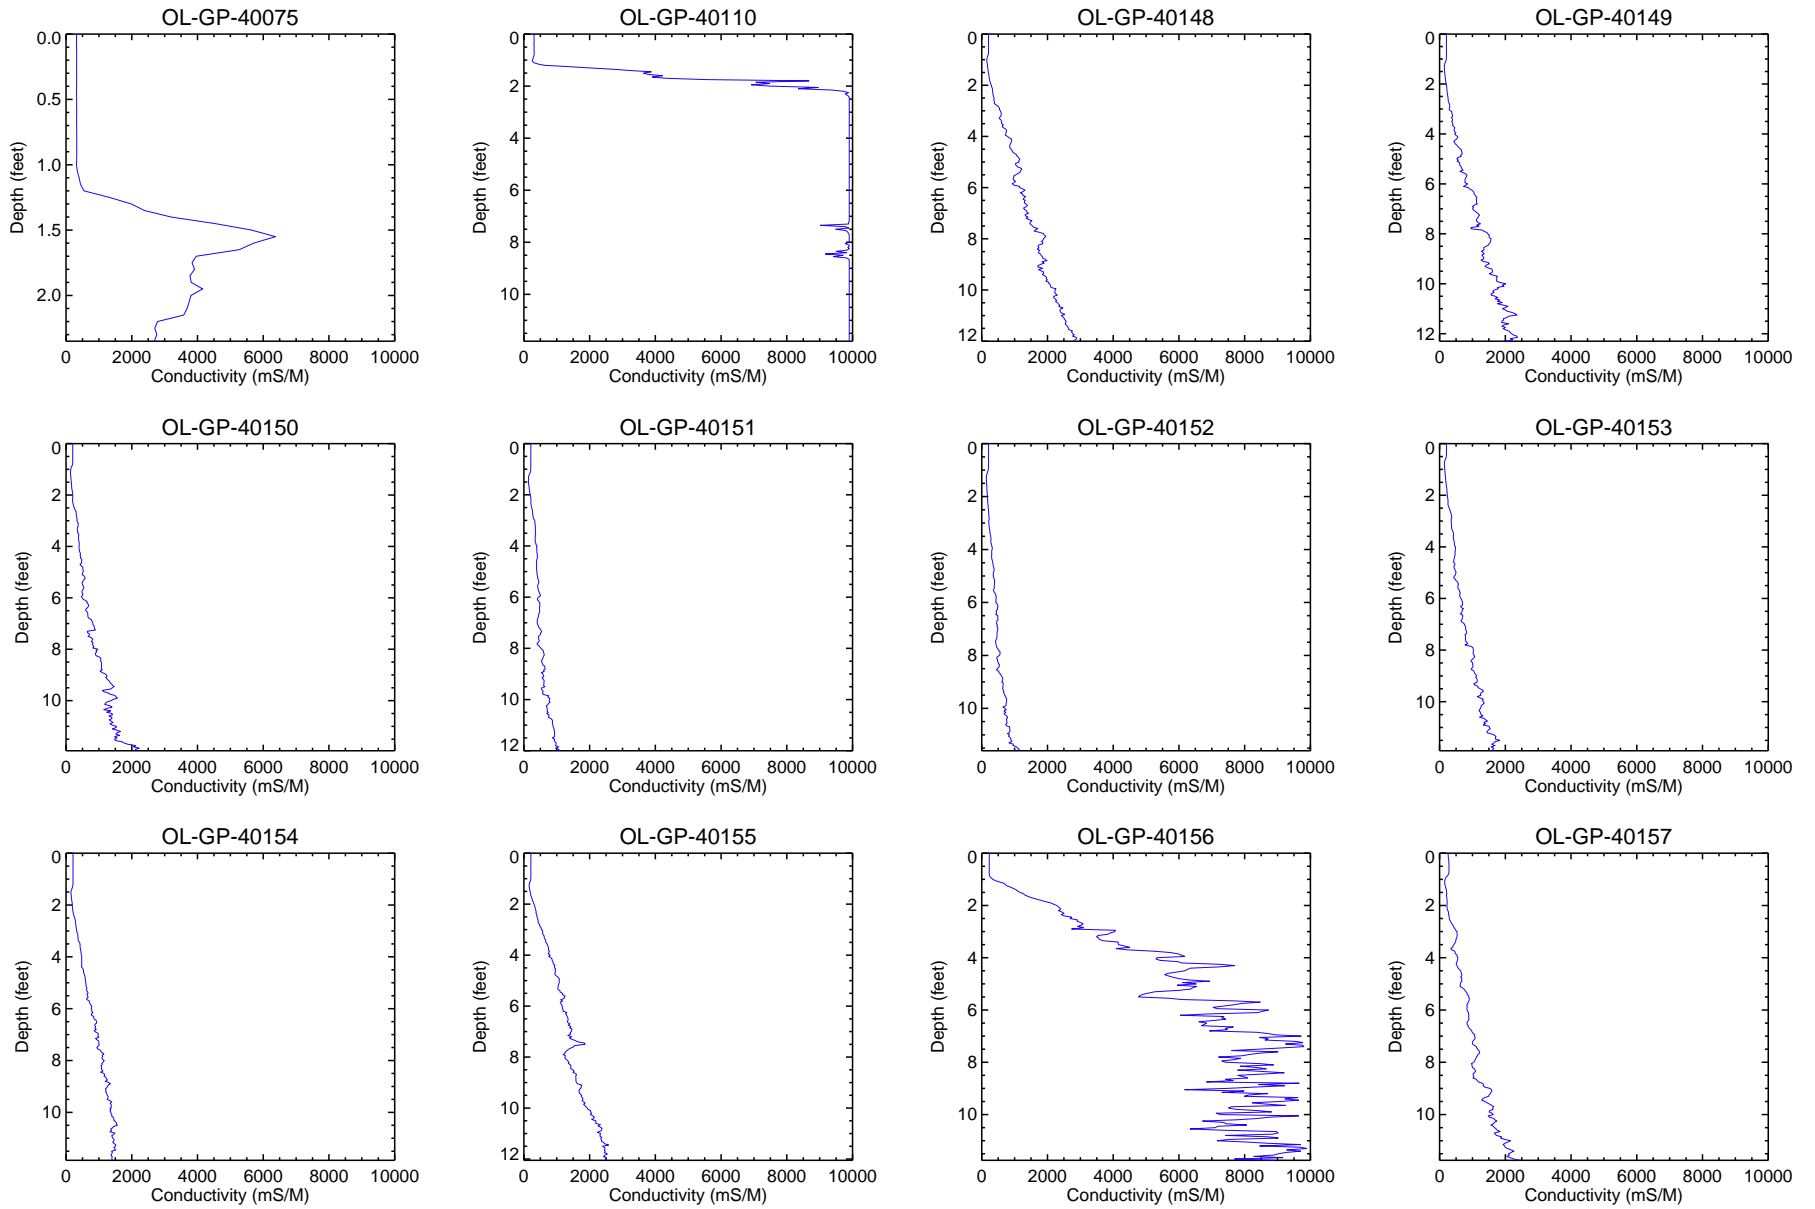 OL-GP-40075
OL-GP-40110
OL-GP-40148
OL-GP-40149
Depth (feet)
0.0
0.5
1.0
1.5
2.0
0 2000 4000 6000 8000 10000
Conductivity (mS/M)
Depth (feet)
0
2
4
6
8
10
0 2000 4000 6000 8000 10000
Conductivity (mS/M)
Depth (feet)
0
2
4
6
8
10
12
0 2000 4000 6000 8000 10000
Conductivity (mS/M)
Depth (feet)
0
2
4
6
8
10
12
0 2000 4000 6000 8000 10000
Conductivity (mS/M)
OL-GP-40150
OL-GP-40151
OL-GP-40152
OL-GP-40153
Depth (feet)
0
2
4
6
8
10
0 2000 4000 6000 8000 10000
Conductivity (mS/M)
Depth (feet)
0
2
4
6
8
10
12
0 2000 4000 6000 8000 10000
Conductivity (mS/M)
Depth (feet)
0
2
4
6
8
10
0 2000 4000 6000 8000 10000
Conductivity (mS/M)
Depth (feet)
0
2
4
6
8
10
0 2000 4000 6000 8000 10000
Conductivity (mS/M)
OL-GP-40154
OL-GP-40155
OL-GP-40156
OL-GP-40157
Depth (feet)
0
2
4
6
8
10
0 2000 4000 6000 8000 10000
Conductivity (mS/M)
Depth (feet)
0
2
4
6
8
10
12
0 2000 4000 6000 8000 10000
Conductivity (mS/M)
Depth (feet)
0
2
4
6
8
10
0 2000 4000 6000 8000 10000
Conductivity (mS/M)
Depth (feet)
0
2
4
6
8
10
0 2000 4000 6000 8000 10000
Conductivity (mS/M)